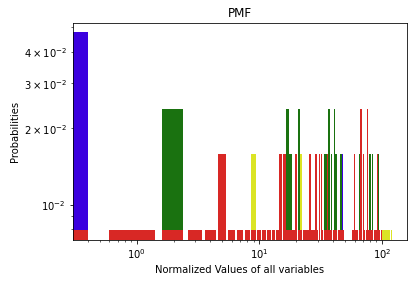 PMF
4 × 10⁻²
3 × 10⁻²
2 × 10⁻²
10⁻²
Probabilities
10⁰
10¹
10²
Normalized Values of all variables